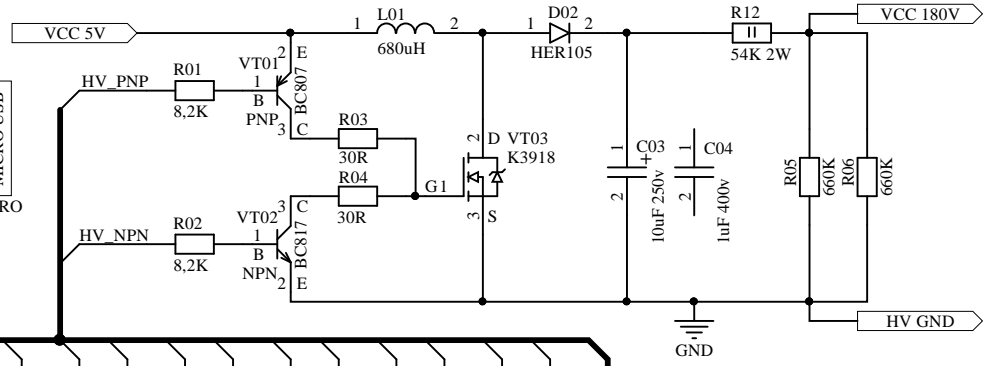 VCC 5V
1 L01 2
680uH
1 D02 2
HER105
R12
54K 2W
VCC 180V
MICRO USB
RO
HV_PNP
R01
8,2K
VT01
2 E
1
B
PNP
3 C
BC807
R03
30R
R04
30R
G1
2 D
VT03
K3918
3 S
1
C03
+
2
10uF 250v
1
C04
2
1uF 400v
R05
660K
R06
660K
HV_NPN
R02
8,2K
VT02
3 C
1
B
NPN
2 E
BC817
GND
HV GND